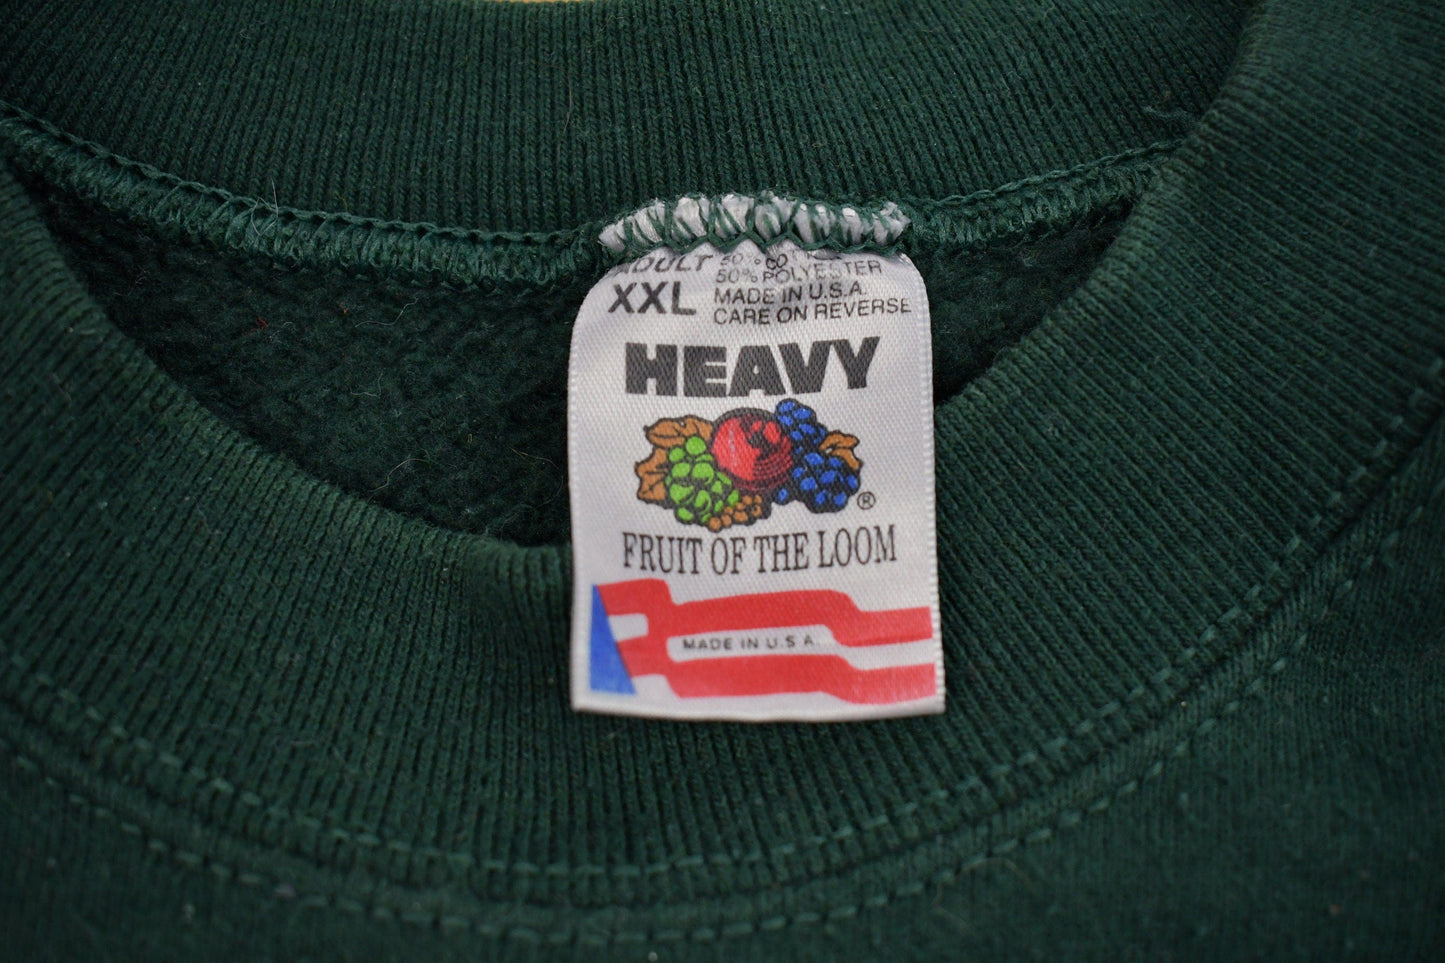 ADULT
XXL
50% CO
50% POLYESTER
MADE IN U.S.A.
CARE ON REVERSE
HEAVY
®
FRUIT OF THE LOOM
MADE IN U.S.A.